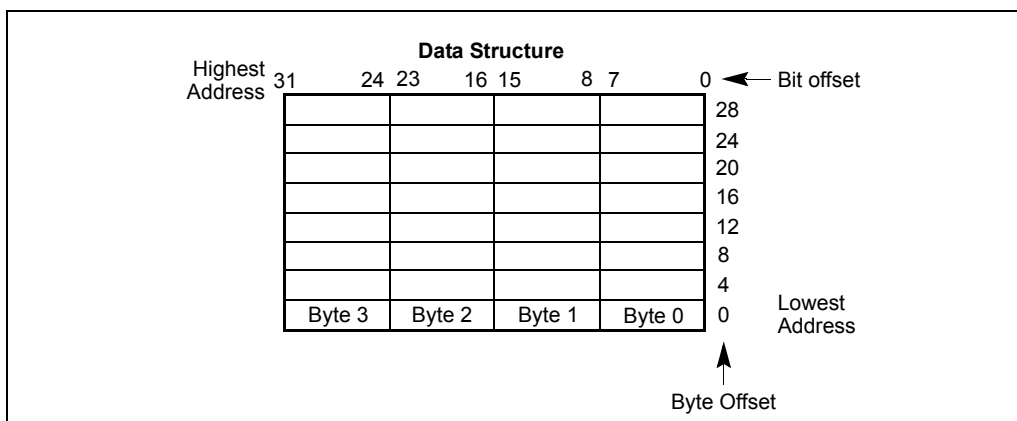 Data Structure
Highest
Address
31 24 23 16 15 8 7 0
Bit offset
28
24
20
16
12
8
4
Byte 3 Byte 2 Byte 1 Byte 0 0
Lowest
Address
Byte Offset